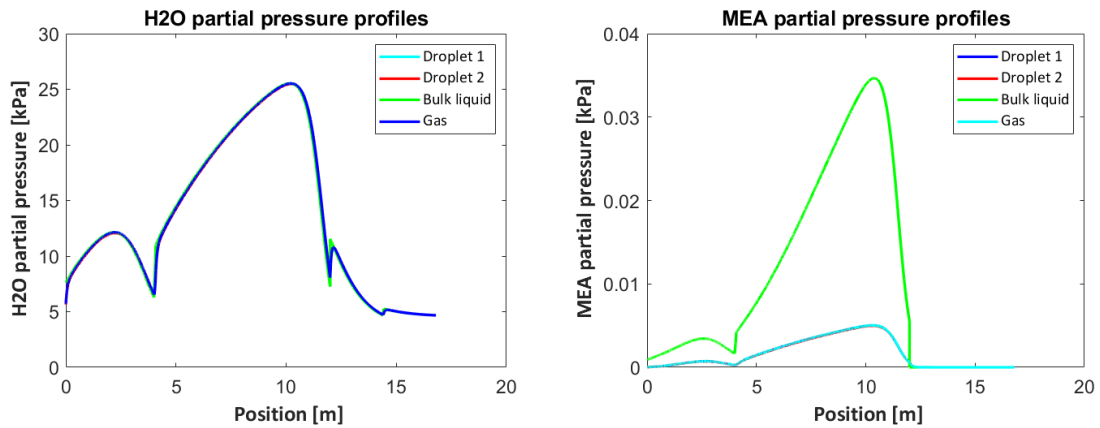 H2O partial pressure profiles
H2O partial pressure [kPa]
30
25
20
15
10
5
0
0
5
10
15
20
Position [m]
Droplet 1
Droplet 2
Bulk liquid
Gas
MEA partial pressure profiles
MEA partial pressure [kPa]
0.04
0.03
0.02
0.01
0
0
5
10
15
20
Position [m]
Droplet 1
Droplet 2
Bulk liquid
Gas